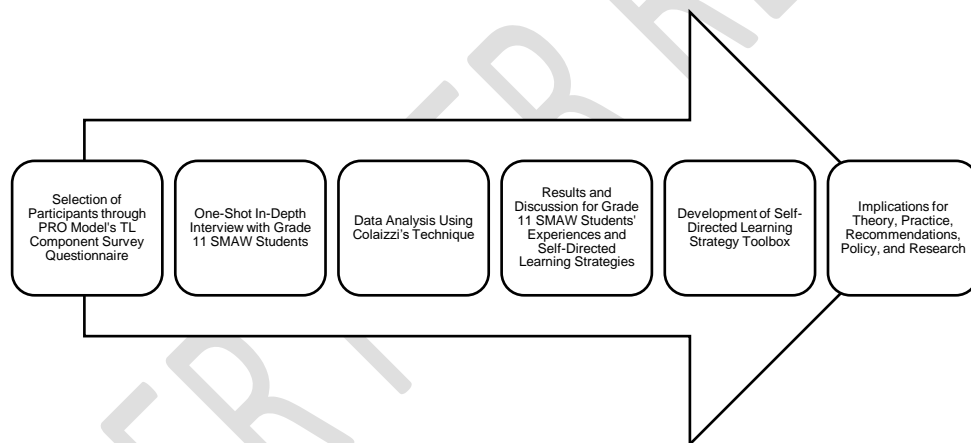 Selection of
Participants through
PRO Model's TL
Component Survey
Questionnaire
One-Shot In-Depth
Interview with Grade
11 SMAW Students
Data Analysis Using
Colaizzi's Technique
Results and
Discussion for Grade
11 SMAW Students'
Experiences and
Self-Directed
Learning Strategies
Development of Self-
Directed Learning
Strategy Toolbox
Implications for
Theory, Practice,
Recommendations,
Policy, and Research